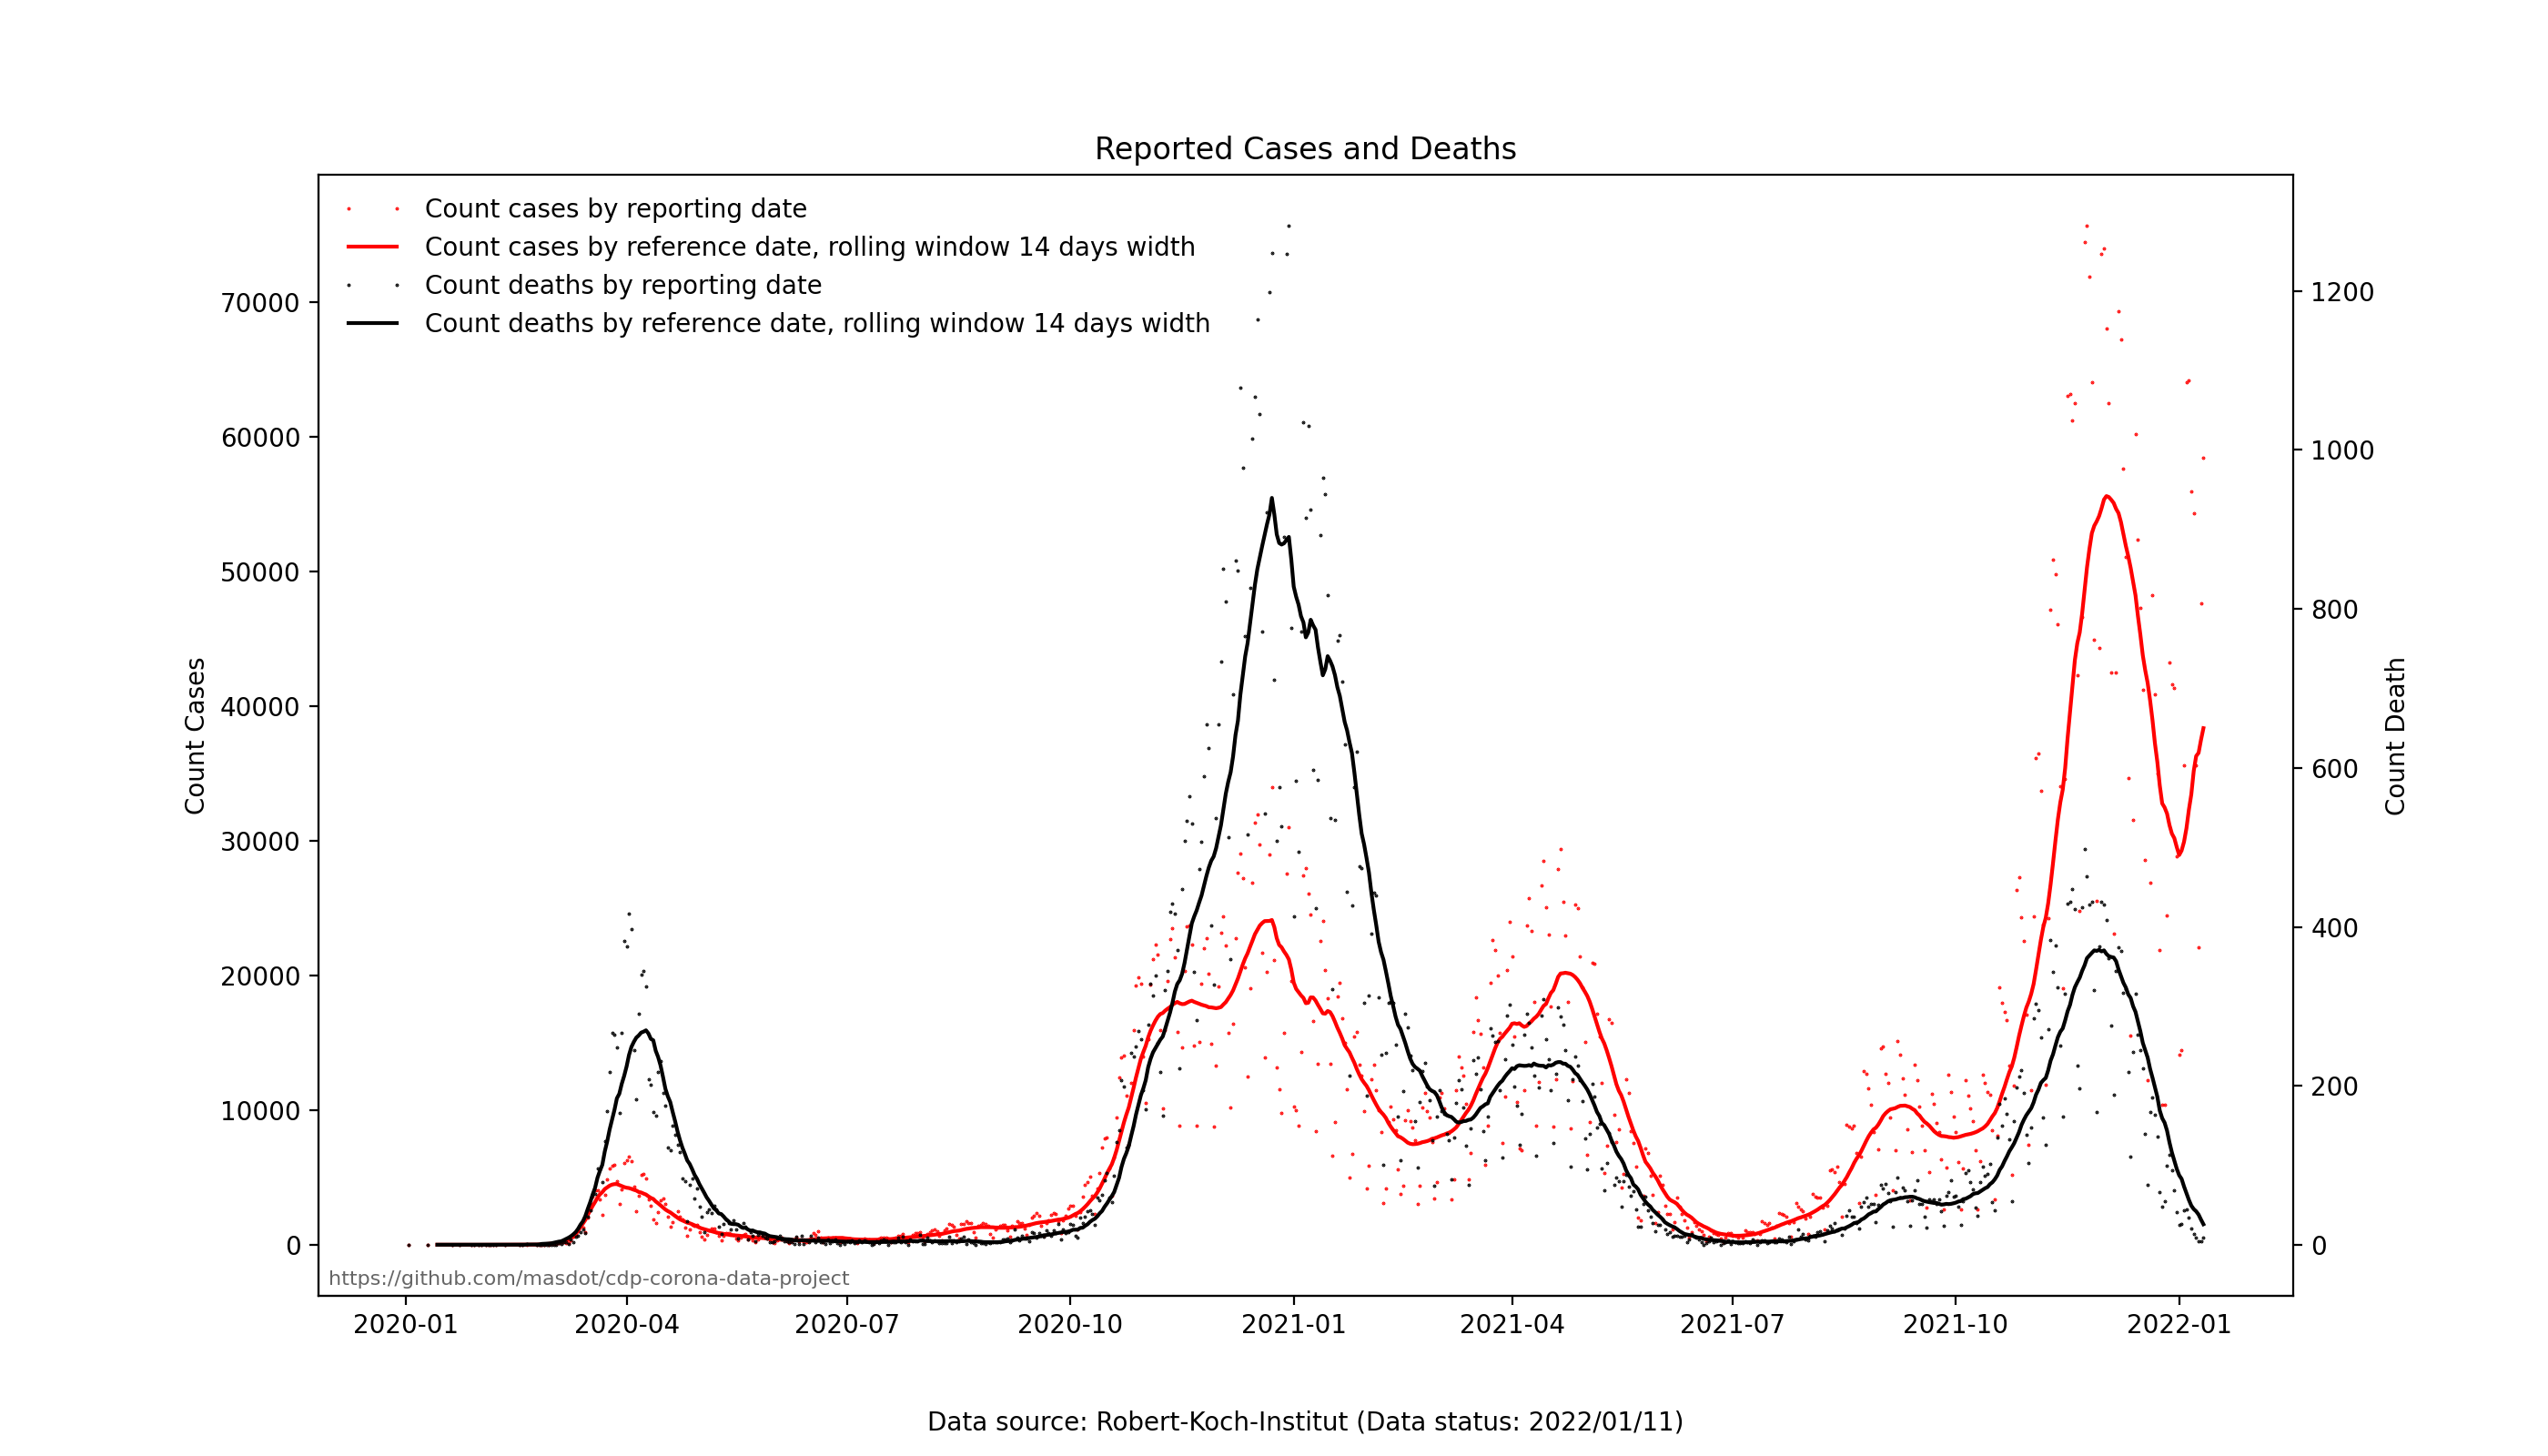 Reported Cases and Deaths
Count cases by reporting date
Count cases by reference date, rolling window 14 days width
Count deaths by reporting date
Count deaths by reference date, rolling window 14 days width
70000
60000
50000
40000
30000
20000
10000
0
Count Cases
1200
1000
800
600
400
200
0
Count Death
https://github.com/masdot/cdp-corona-data-project
2020-01 2020-04 2020-07 2020-10 2021-01 2021-04 2021-07 2021-10 2022-01
Data source: Robert-Koch-Institut (Data status: 2022/01/11)